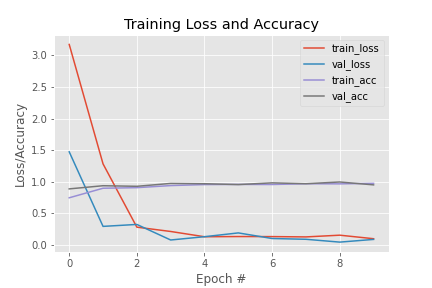 Training Loss and Accuracy
train_loss
val_loss
train_acc
val_acc
Loss/Accuracy
3.0
2.5
2.0
1.5
1.0
0.5
0.0
0 2 4 6 8
Epoch #